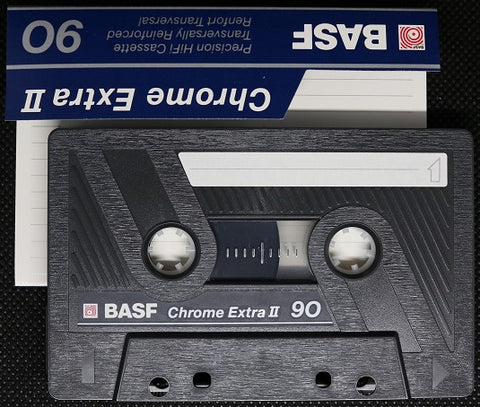 BASF
90
Precision HiFi Cassette
Transversally Reinforced
Renfort Transversal
Chrome Extra II
1
BASF Chrome Extra II 90